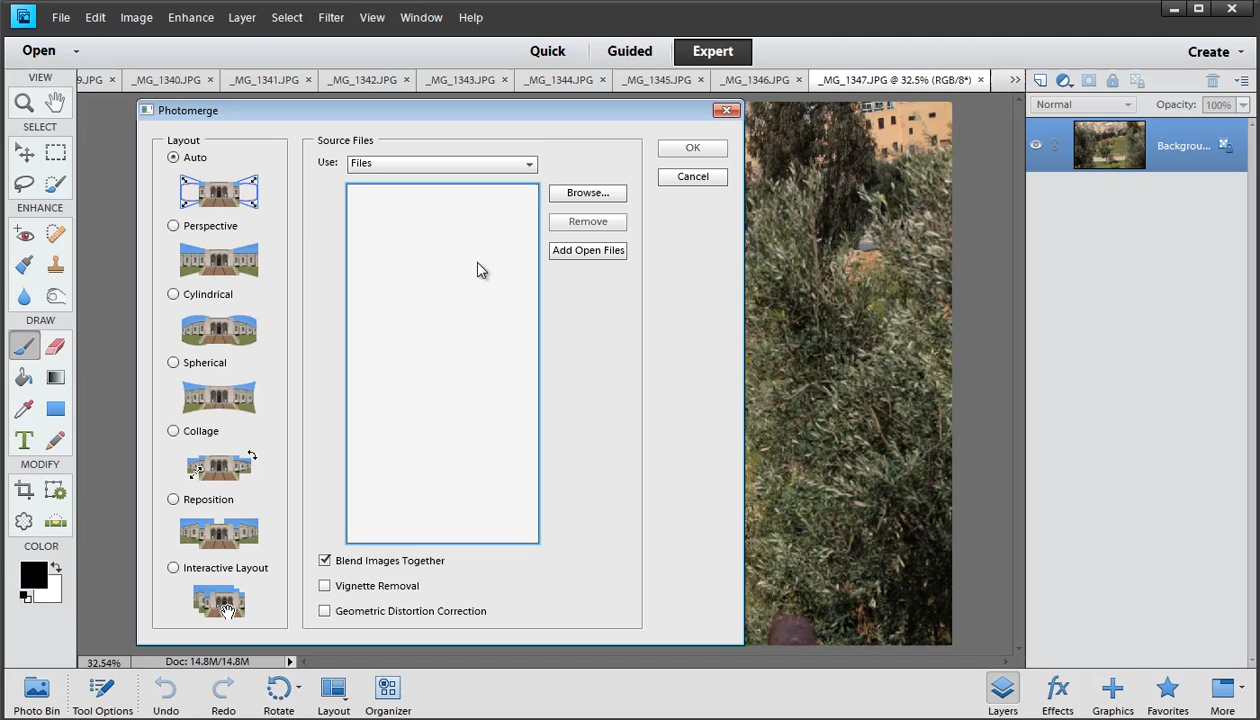 File Edit Image Enhance Layer Select Filter View Window Help
Open Quick Guided Expert Create
VIEW
9.JPG × _MG_1340.JPG × _MG_1341.JPG × _MG_1342.JPG × _MG_1343.JPG × _MG_1344.JPG × _MG_1345.JPG × _MG_1346.JPG × _MG_1347.JPG @ 32.5% (RGB/8*) ×
Normal Opacity: 100%
Photomerge
SELECT
Layout
Auto
Perspective
Cylindrical
Spherical
Collage
Reposition
Interactive Layout
Source Files
Use: Files
Browse...
Remove
Add Open Files
Blend Images Together
Vignette Removal
Geometric Distortion Correction
OK
Cancel
Backgrou...
ENHANCE
DRAW
T
MODIFY
COLOR
32.54% Doc: 14.8M/14.8M
Photo Bin Tool Options Undo Redo Rotate Layout Organizer
fx
Layers Effects Graphics Favorites More